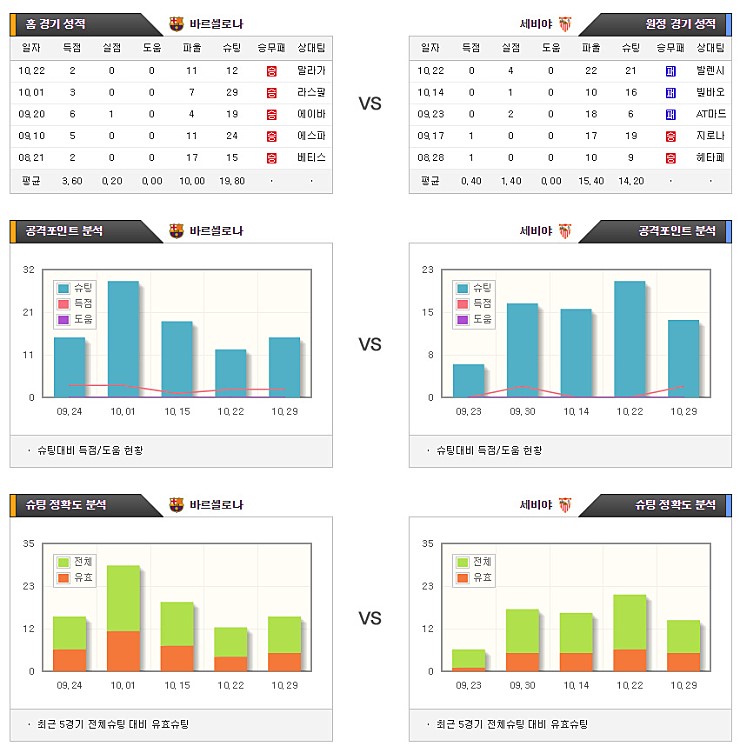 홈 경기 성적 바르셀로나
일자 득점 실점 도움 파울 슈팅 승무패 상대팀
10.22 2 0 0 11 12 승 말라가
10.01 3 0 0 7 29 승 라스팔
09.20 6 1 0 4 19 승 에이바
09.10 5 0 0 11 24 승 에스파
08.21 2 0 0 17 15 승 베티스
평균 3.60 0.20 0.00 10.00 19.80 · ·
VS
세비야 원정 경기 성적
일자 득점 실점 도움 파울 슈팅 승무패 상대팀
10.22 0 4 0 22 21 패 발렌시
10.14 0 1 0 10 16 패 빌바오
09.23 0 2 0 18 6 패 AT마드
09.17 1 0 0 17 19 승 지로나
08.28 1 0 0 10 9 승 헤타페
평균 0.40 1.40 0.00 15.40 14.20 · ·
공격포인트 분석 바르셀로나
32
21
11
0
슈팅
득점
도움
09.24 10.01 10.15 10.22 10.29
· 슈팅대비 득점/도움 현황
VS
세비야 공격포인트 분석
23
15
8
0
슈팅
득점
도움
09.23 09.30 10.14 10.22 10.29
· 슈팅대비 득점/도움 현황
슈팅 정확도 분석 바르셀로나
35
23
12
0
전체
유효
09.24 10.01 10.15 10.22 10.29
· 최근 5경기 전체슈팅 대비 유효슈팅
VS
세비야 슈팅 정확도 분석
35
23
12
0
전체
유효
09.23 09.30 10.14 10.22 10.29
· 최근 5경기 전체슈팅 대비 유효슈팅